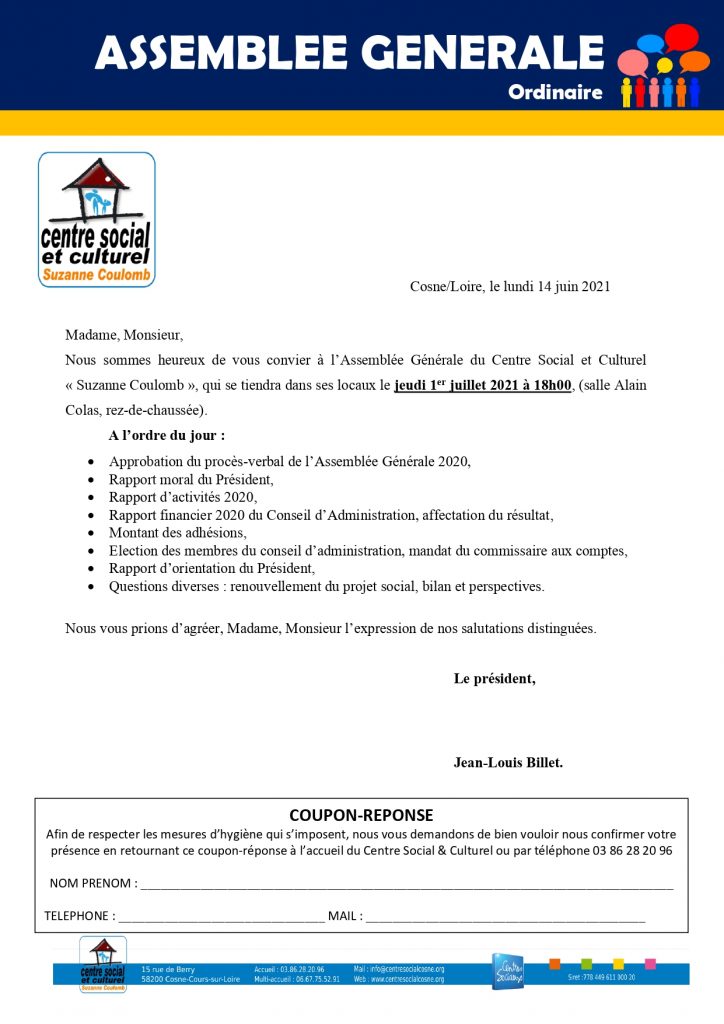 ASSEMBLEE GENERALE
Ordinaire
centre social
et culturel
Suzanne Coulomb
Cosne/Loire, le lundi 14 juin 2021
Madame, Monsieur,
Nous sommes heureux de vous convier à l’Assemblée Générale du Centre Social et Culturel
« Suzanne Coulomb », qui se tiendra dans ses locaux le jeudi 1er juillet 2021 à 18h00, (salle Alain
Colas, rez-de-chaussée).
A l’ordre du jour :
• Approbation du procès-verbal de l’Assemblée Générale 2020,
• Rapport moral du Président,
• Rapport d’activités 2020,
• Rapport financier 2020 du Conseil d’Administration, affectation du résultat,
• Montant des adhésions,
• Election des membres du conseil d’administration, mandat du commissaire aux comptes,
• Rapport d’orientation du Président,
• Questions diverses : renouvellement du projet social, bilan et perspectives.
Nous vous prions d’agréer, Madame, Monsieur l’expression de nos salutations distinguées.
Le président,
Jean-Louis Billet.
COUPON-REPONSE
Afin de respecter les mesures d’hygiène qui s’imposent, nous vous demandons de bien vouloir nous confirmer votre
présence en retournant ce coupon-réponse à l’accueil du Centre Social & Culturel ou par téléphone 03 86 28 20 96
NOM PRENOM : ______________________________
TELEPHONE : ______________________________ MAIL : ______________________________
centre social
et culturel
Suzanne Coulomb
15 rue de Berry
58200 Cosne-Cours-sur-Loire
Accueil : 03.86.28.20.96
Multi-accueil : 06.67.75.52.91
Mail : info@centresocialcosne.org
Web : www.centresocialcosne.org
Centres
Sociaux
Siret :778 449 611 000 20